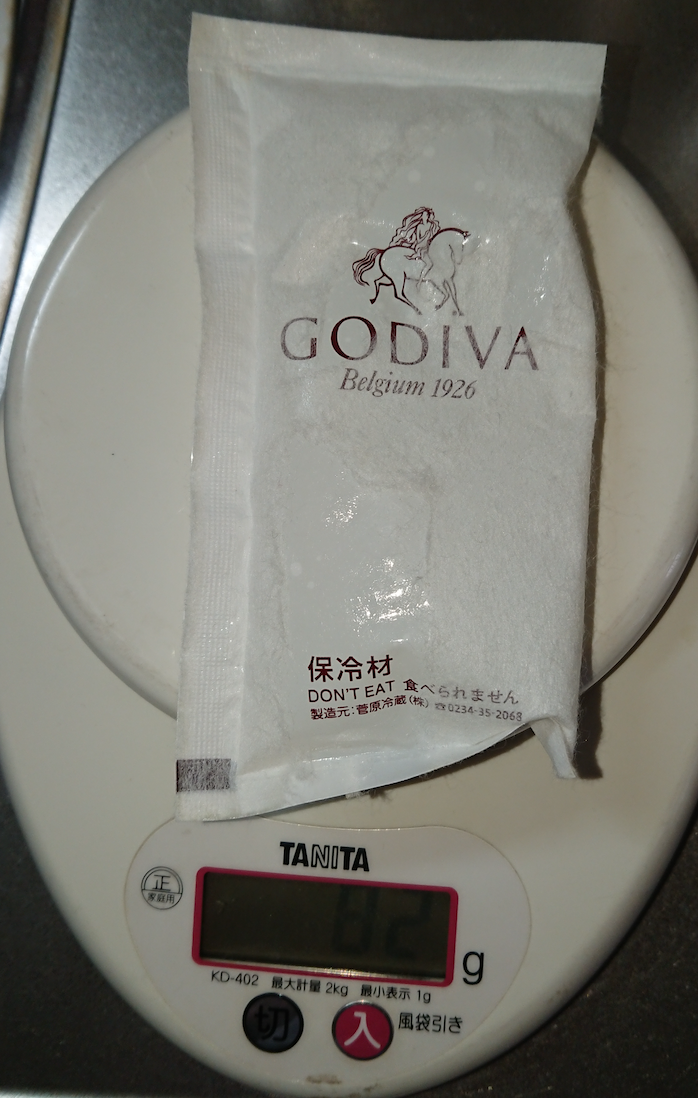 GODIVA
Belgium 1926
保冷材
DON'T EAT 食べられません
製造元:菅原冷蔵(株) ☎0234-35-2068
TANITA
正
家庭用
82
g
KD-402 最大計量 2kg 最小表示 1g
切 入 風袋引き